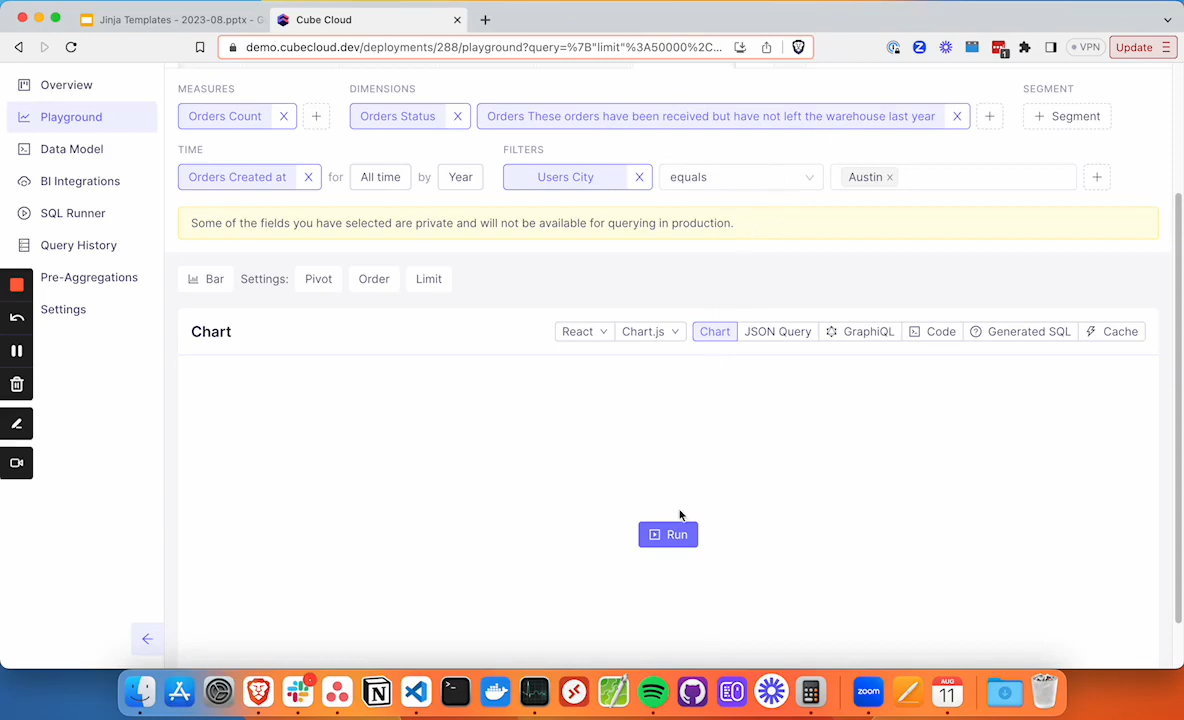 Jinja Templates - 2023-08.pptx - G
Cube Cloud
demo.cubecloud.dev/deployments/288/playground?query=%7B"limit"%3A50000%2C...
1
VPN
Update
Overview
Playground
Data Model
BI Integrations
SQL Runner
Query History
Pre-Aggregations
Settings
MEASURES
DIMENSIONS
SEGMENT
Orders Count
Orders Status
Orders These orders have been received but have not left the warehouse last year
Segment
TIME
FILTERS
Orders Created at
for
All time
by
Year
Users City
equals
Austin
Some of the fields you have selected are private and will not be available for querying in production.
Bar
Settings:
Pivot
Order
Limit
Chart
React
Chart.js
Chart
JSON Query
GraphiQL
Code
Generated SQL
Cache
Run
zoom
AUG
11